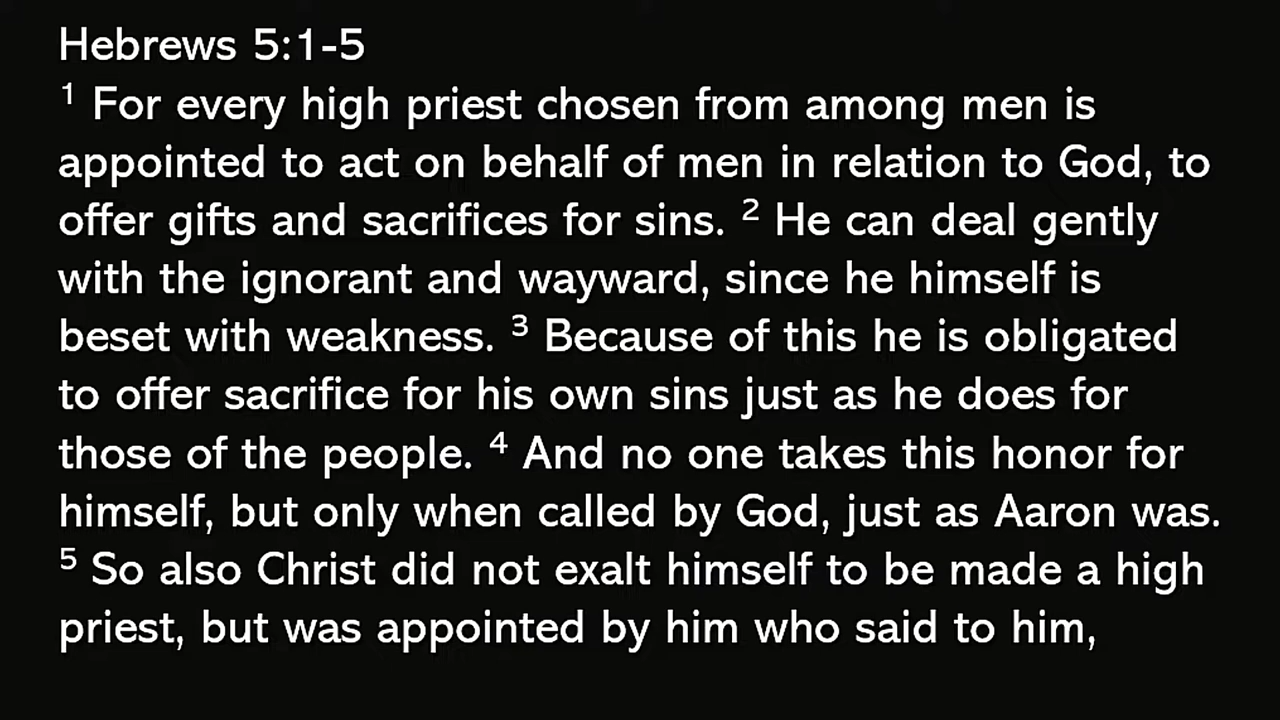 Hebrews 5:1-5
¹ For every high priest chosen from among men is
appointed to act on behalf of men in relation to God, to
offer gifts and sacrifices for sins. ² He can deal gently
with the ignorant and wayward, since he himself is
beset with weakness. ³ Because of this he is obligated
to offer sacrifice for his own sins just as he does for
those of the people. ⁴ And no one takes this honor for
himself, but only when called by God, just as Aaron was.
⁵ So also Christ did not exalt himself to be made a high
priest, but was appointed by him who said to him,